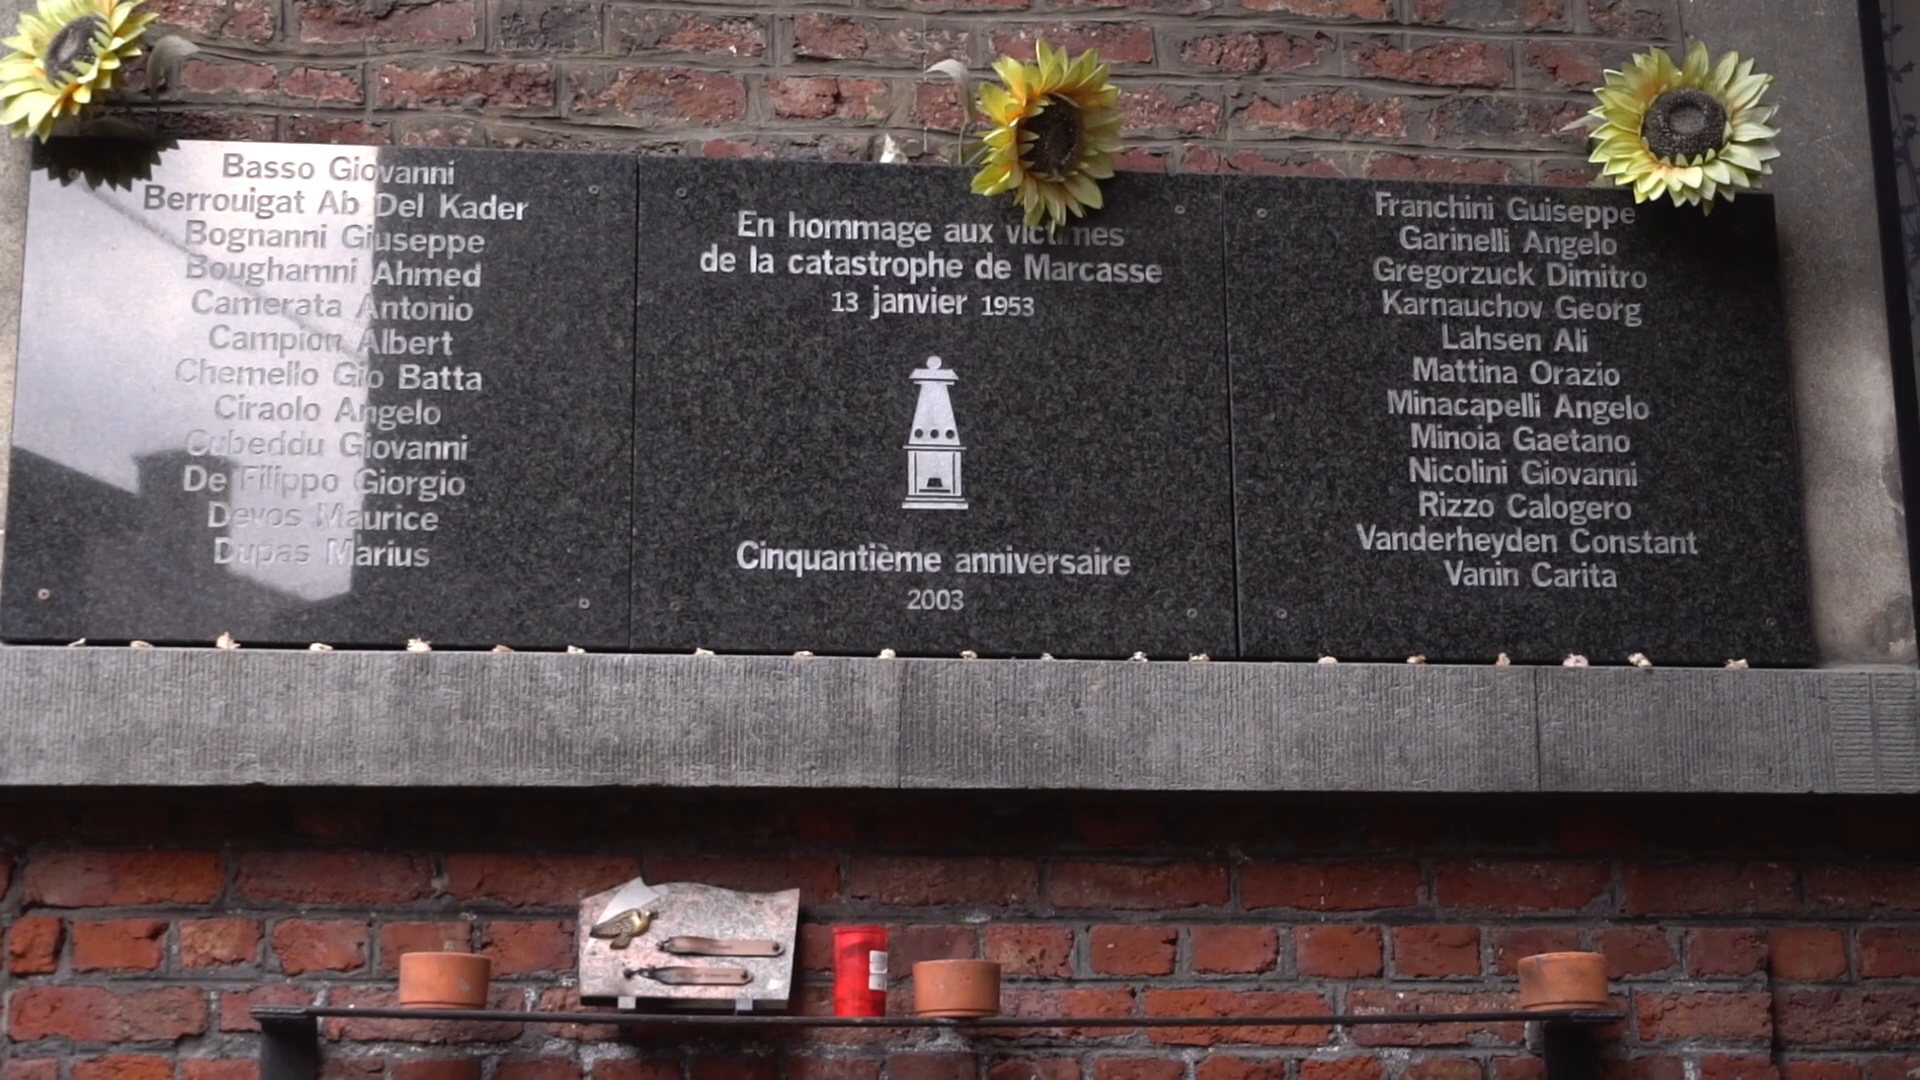 Basso Giovanni
Berrouigat Ab Del Kader
Bognanni Giuseppe
Boughamni Ahmed
Camerata Antonio
Campion Albert
Chemello Gio Batta
Ciraolo Angelo
Cubeddu Giovanni
De Filippo Giorgio
Devos Maurice
Dupas Marius
En hommage aux victimes
de la catastrophe de Marcasse
13 janvier 1953
Cinquantième anniversaire
2003
Franchini Guiseppe
Garinelli Angelo
Gregorzuck Dimitro
Karnauchov Georg
Lahsen Ali
Mattina Orazio
Minacapelli Angelo
Minoia Gaetano
Nicolini Giovanni
Rizzo Calogero
Vanderheyden Constant
Vanin Carita